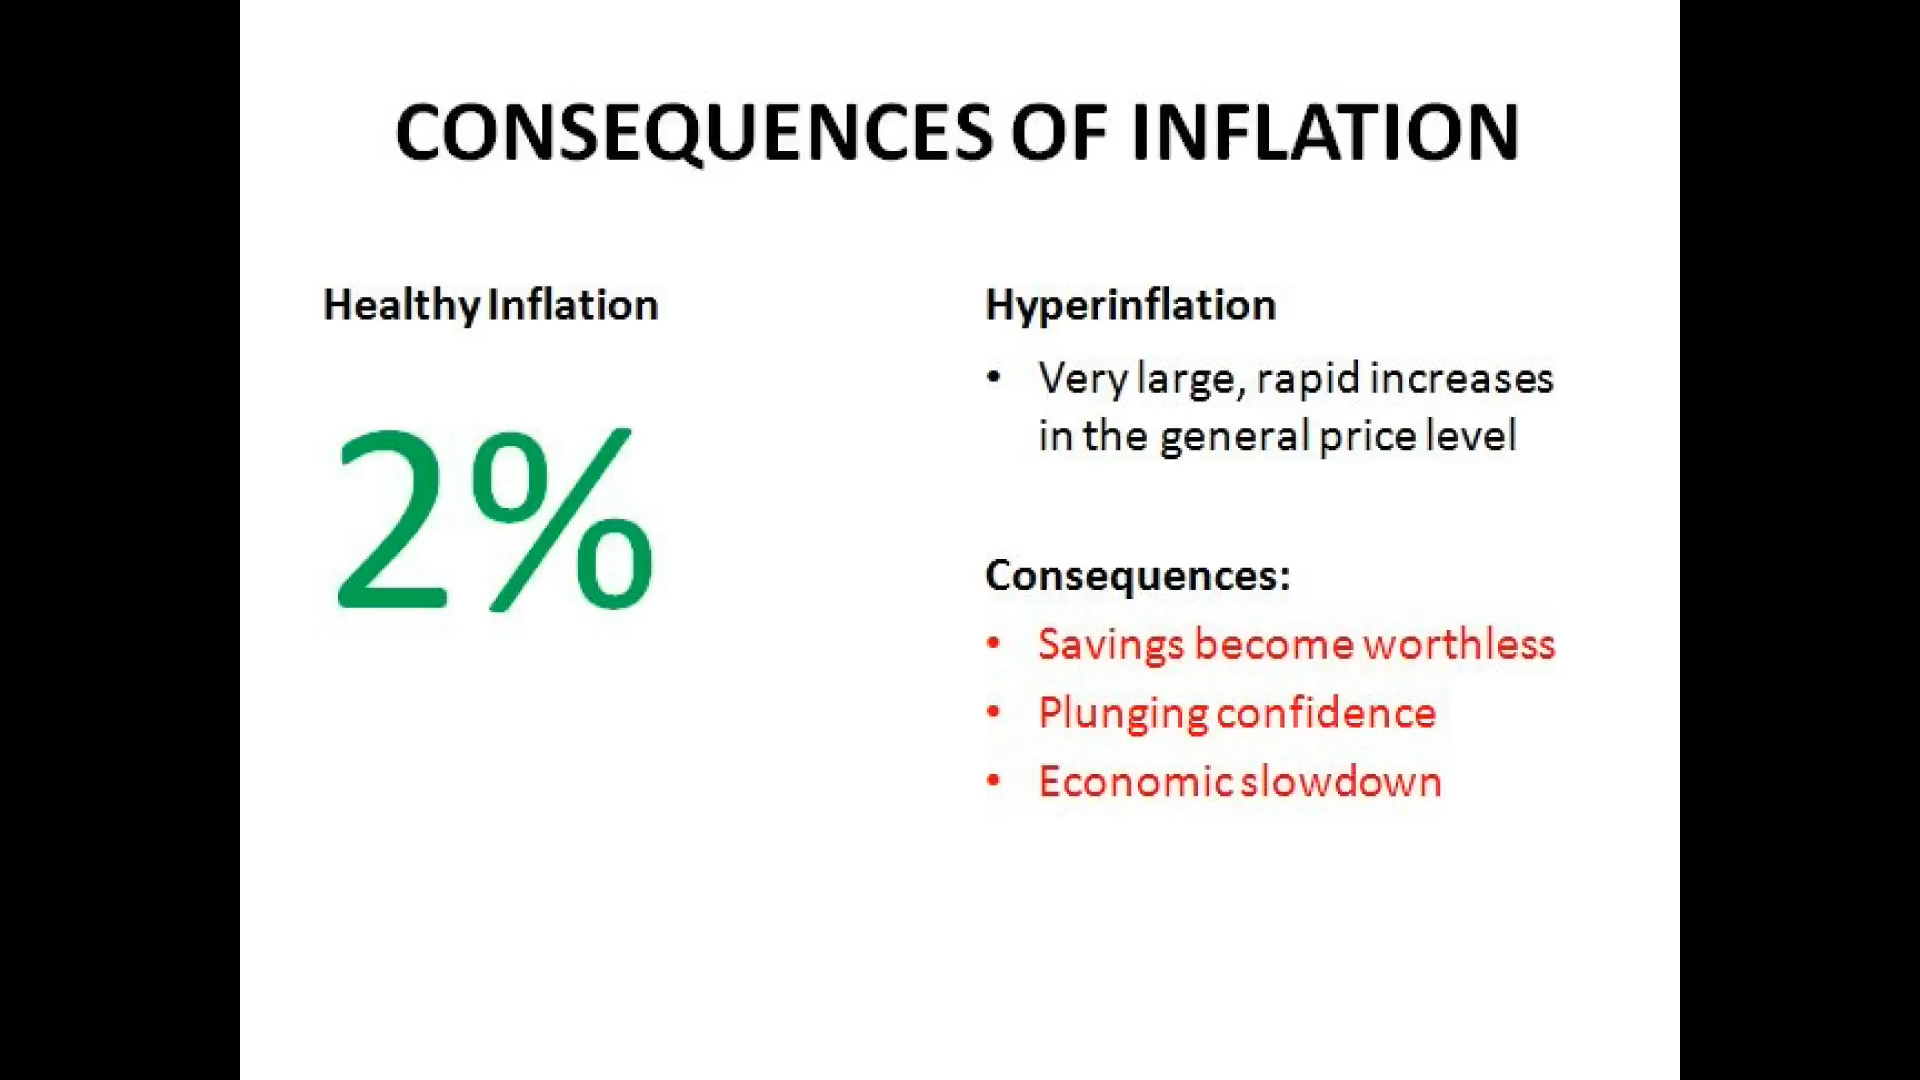 CONSEQUENCES OF INFLATION
Healthy Inflation
2%
Hyperinflation
• Very large, rapid increases
in the general price level
Consequences:
• Savings become worthless
• Plunging confidence
• Economic slowdown